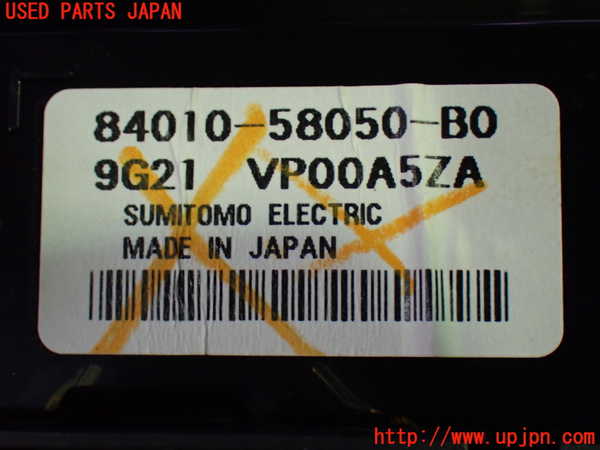 USED PARTS JAPAN
84010-58050-B0
9G21 VP00A5ZA
SUMITOMO ELECTRIC
MADE IN JAPAN
http://www.upjpn.com/